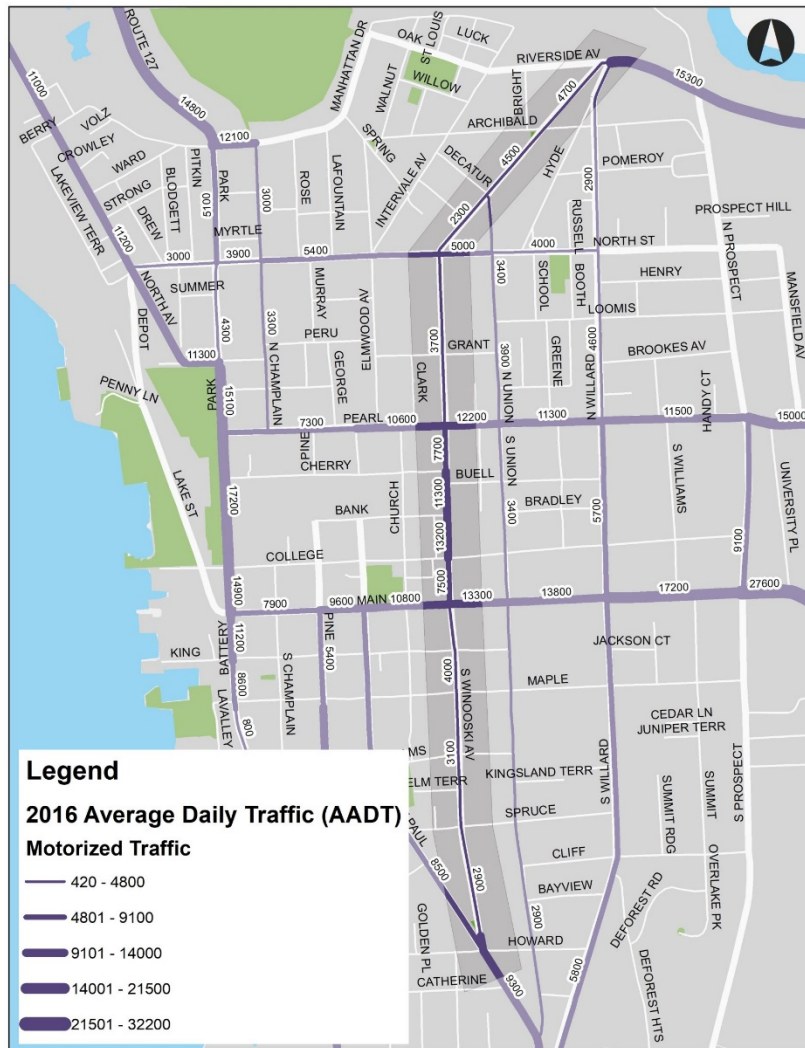 ROUTE 127
MANHATTAN DR
OAK
ST LOUIS
LUCK
WILLOW
WALNUT
RIVERSIDE AV
BRIGHT
15300
4700
11000
BERRY
VOLZ
14800
12100
CROWLEY
WARD
STRONG
LAKEVIEW TERR
DREW
BLODGETT
PITKIN
PARK
5100
3000
ROSE
LAFOUNTAIN
SPRING
INTERVALE AV
DECATUR
ARCHIBALD
4500
HYDE
2900
POMEROY
PROSPECT HILL
N PROSPECT
MYRTLE
2300
RUSSELL
BOOTH
11200
NORTH AV
3000
3900
5400
5000
4000
NORTH ST
SUMMER
MURRAY
ELMWOOD AV
3400
SCHOOL
HENRY
LOOMIS
MANSFIELD AV
DEPOT
4300
3300
N CHAMPLAIN
PERU
GEORGE
3700
GRANT
3600
N UNION
GREENE
4600
N WILLARD
BROOKES AV
11300
PENNY LN
PARK
15100
CLARK
HANDY CT
7300
PEARL
10600
12200
11300
11500
15000
PINE
CHERRY
7700
BUELL
S UNION
S WILLIAMS
UNIVERSITY PL
LAKE ST
17200
BANK
CHURCH
11300
BRADLEY
3400
5700
COLLEGE
13200
9100
14900
7500
7900
9600
MAIN
10800
13300
13800
17200
27600
KING
BATTERY
11200
S CHAMPLAIN
PINE
5400
JACKSON CT
8600
LAVALLEY
800
4000
S WINOOSKI AV
MAPLE
CEDAR LN
JUNIPER TERR
3100
MS
ELM TERR
KINGSLAND TERR
S WILLARD
SUMMIT RDG
SUMMIT
S PROSPECT
SPRUCE
PAUL
8500
2900
CLIFF
OVERLAKE PK
BAYVIEW
DEFOREST RD
GOLDEN PL
2900
HOWARD
5800
DEFOREST HTS
CATHERINE
9300
Legend
2016 Average Daily Traffic (AADT)
Motorized Traffic
420 - 4800
4801 - 9100
9101 - 14000
14001 - 21500
21501 - 32200